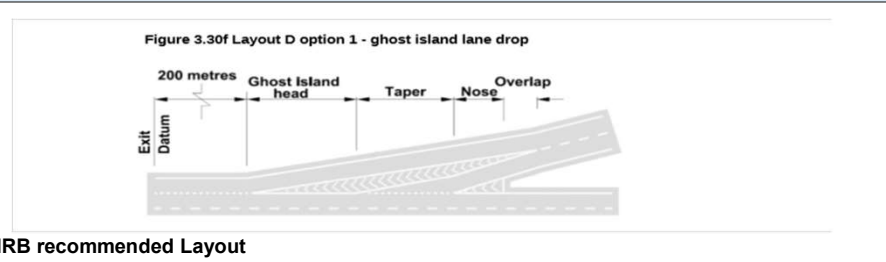 Figure 3.30f Layout D option 1 - ghost island lane drop
200 metres
Ghost Island
head
Taper
Nose
Overlap
Exit
Datum
IRB recommended Layout